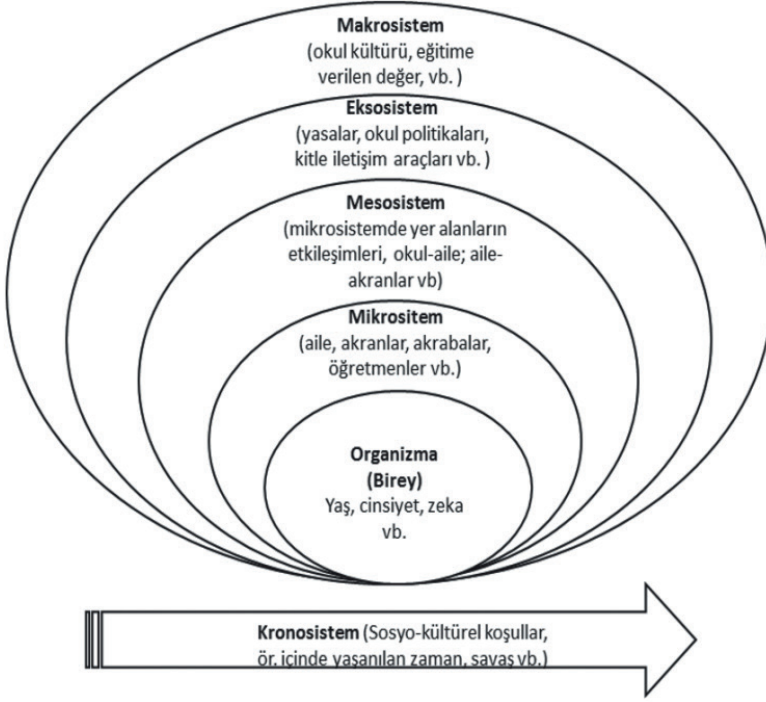 Makrosistem
(okul kültürü, eğitime
verilen değer, vb. )
Eksosistem
(yasalar, okul politikaları,
kitle iletişim araçları vb. )
Mesosistem
(mikrosistemde yer alanların
etkileşimleri, okul-aile; aile-
akranlar vb)
Mikrositem
(aile, akranlar, akrabalar,
öğretmenler vb.)
Organizma
(Birey)
Yaş, cinsiyet, zeka
vb.
Kronosistem (Sosyo-kültürel koşullar,
ör. içinde yaşanılan zaman, savaş vb.)